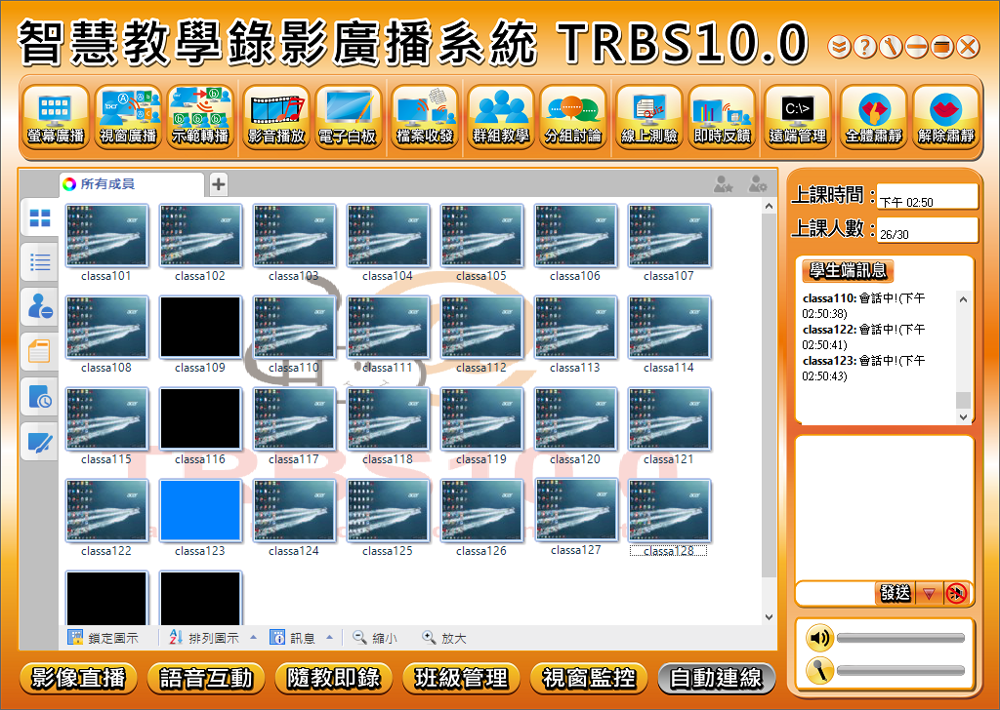 智慧教學錄影廣播系統 TRBS10.0
螢幕廣播 視窗廣播 示範轉播 影音播放 電子白板 檔案收發 群組教學 分組討論 線上測驗 即時反饋 遠端管理 全體肅靜 解除肅靜
所有成員
classa101 classa102 classa103 classa104 classa105 classa106 classa107
classa108 classa109 classa110 classa111 classa112 classa113 classa114
classa115 classa116 classa117 classa118 classa119 classa120 classa121
TRBS10.0
classa122 classa123 classa124 classa125 classa126 classa127 classa128
鎖定圖示 排列圖示 訊息 縮小 放大
上課時間：下午 02:50
上課人數：26/30
學生端訊息
classa110: 會話中!(下午
02:50:38)
classa122: 會話中!(下午
02:50:41)
classa123: 會話中!(下午
02:50:43)
發送
影像直播 語音互動 隨教即錄 班級管理 視窗監控 自動連線